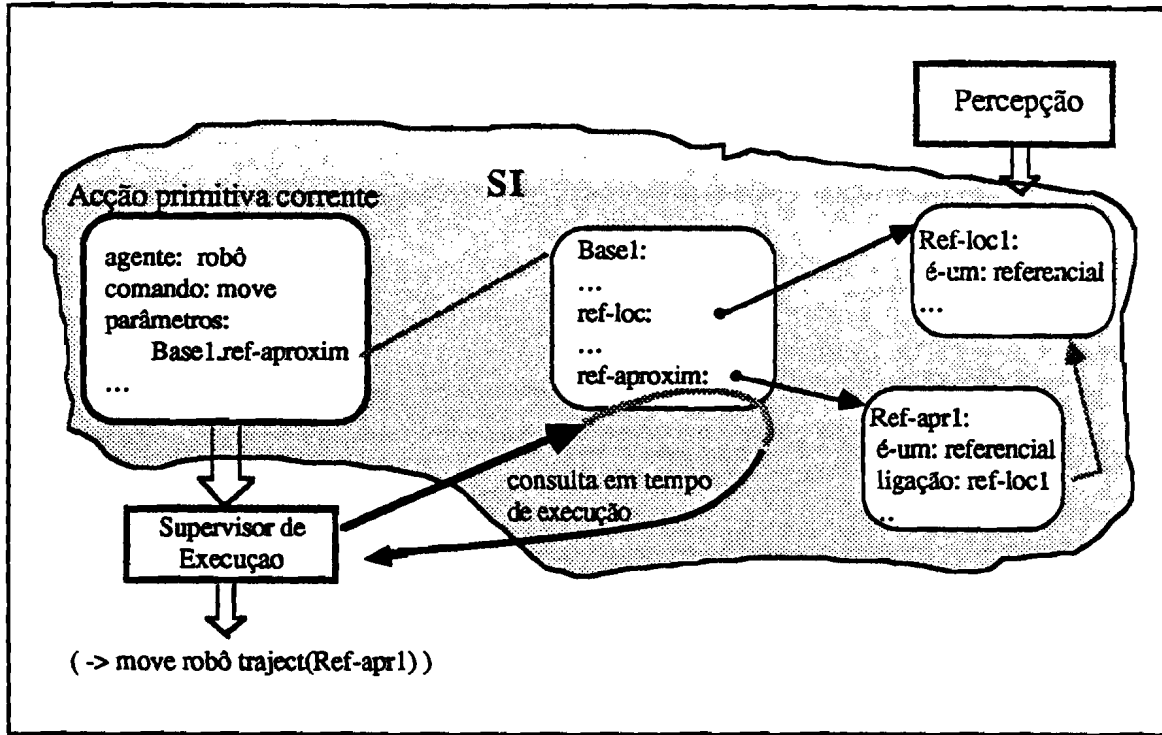 Percepção
SI
Acção primitiva corrente
agente: robô
comando: move
parâmetros:
Base1.ref-aproxim
...
Base1:
...
ref-loc:
...
ref-aproxim:
Ref-loc1:
é-um: referencial
...
Ref-apr1:
é-um: referencial
ligação: ref-loc1
..
consulta em tempo
de execução
Supervisor de
Execuçao
( -> move robô traject(Ref-apr1) )